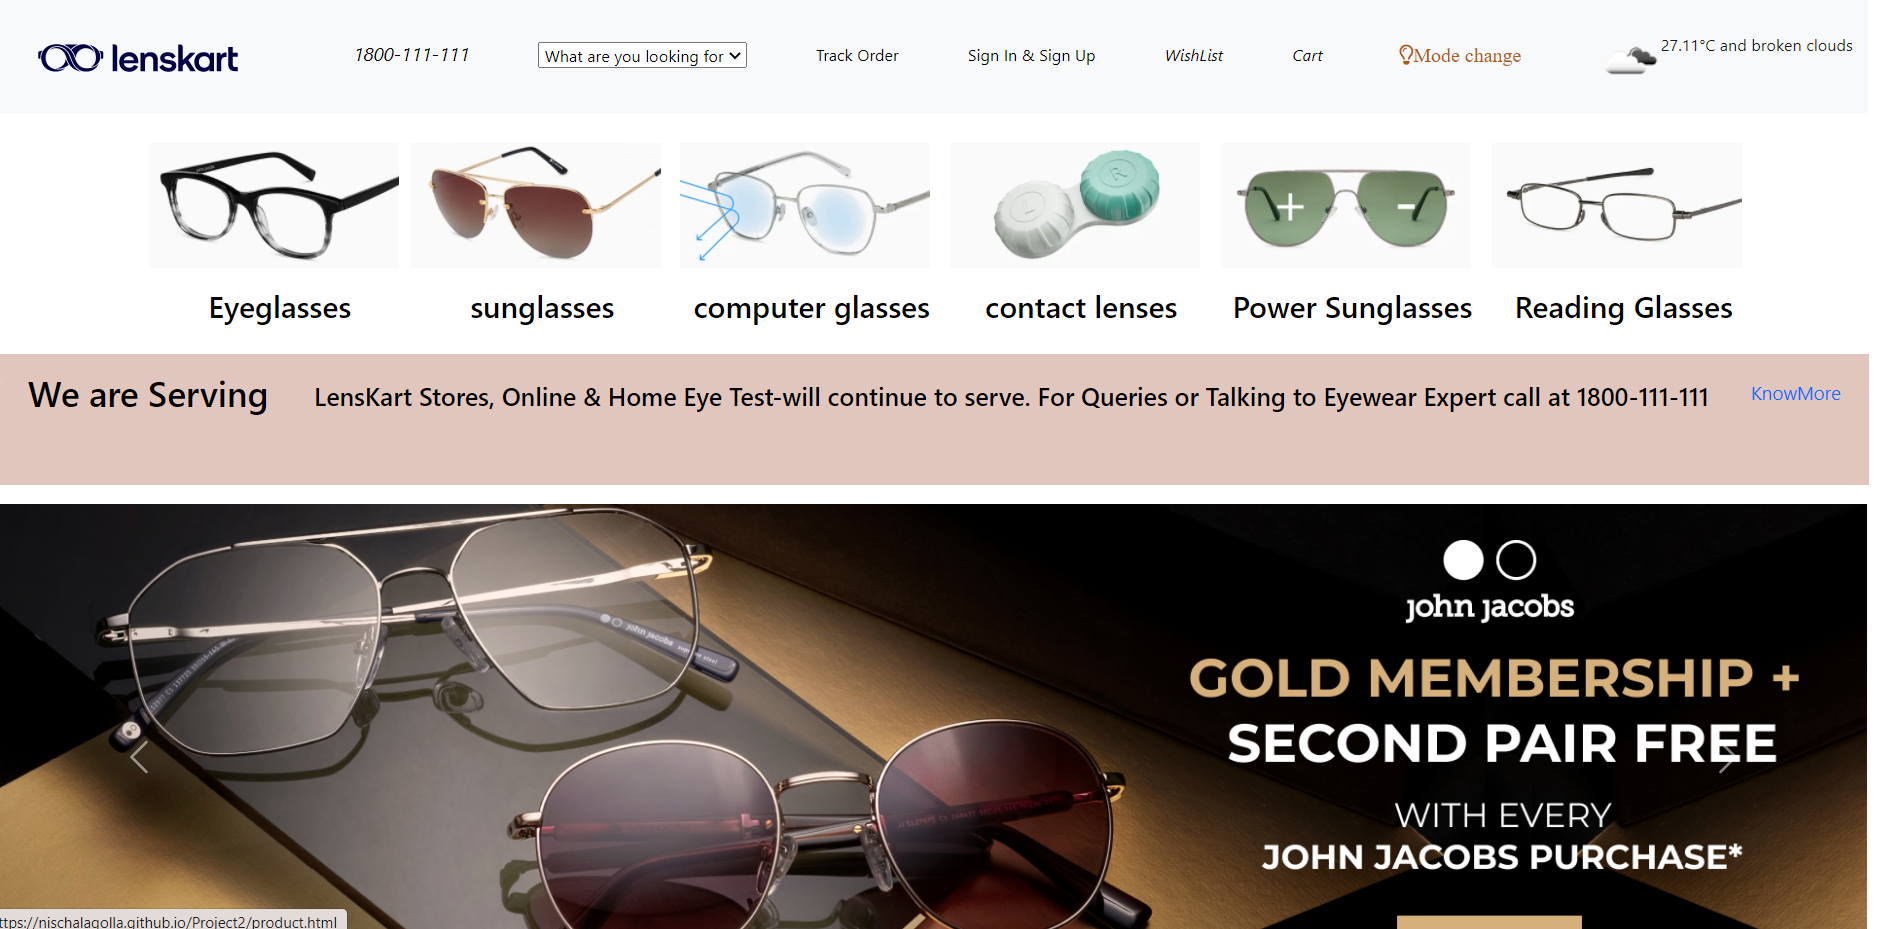 lenskart
1800-111-111
What are you looking for
Track Order
Sign In & Sign Up
WishList
Cart
Mode change
27.11°C and broken clouds
R
L
+ -
Eyeglasses
sunglasses
computer glasses
contact lenses
Power Sunglasses
Reading Glasses
We are Serving
LensKart Stores, Online & Home Eye Test-will continue to serve. For Queries or Talking to Eyewear Expert call at 1800-111-111
KnowMore
john jacobs
john jacobs
GOLD MEMBERSHIP +
SECOND PAIR FREE
WITH EVERY
JOHN JACOBS PURCHASE*
ttps://nischalagolla.github.io/Project2/product.html